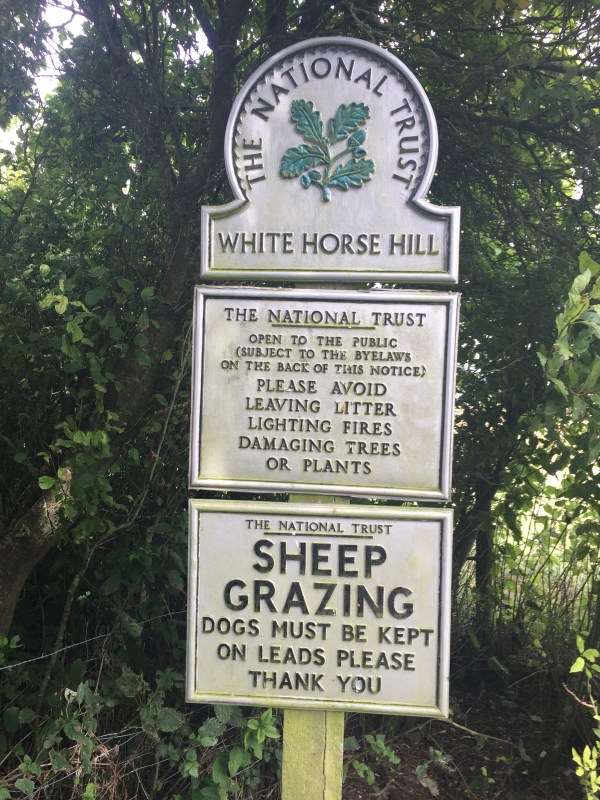 THE NATIONAL TRUST
WHITE HORSE HILL
THE NATIONAL TRUST
OPEN TO THE PUBLIC
(SUBJECT TO THE BYELAWS
ON THE BACK OF THIS NOTICE)
PLEASE AVOID
LEAVING LITTER
LIGHTING FIRES
DAMAGING TREES
OR PLANTS
THE NATIONAL TRUST
SHEEP
GRAZING
DOGS MUST BE KEPT
ON LEADS PLEASE
THANK YOU